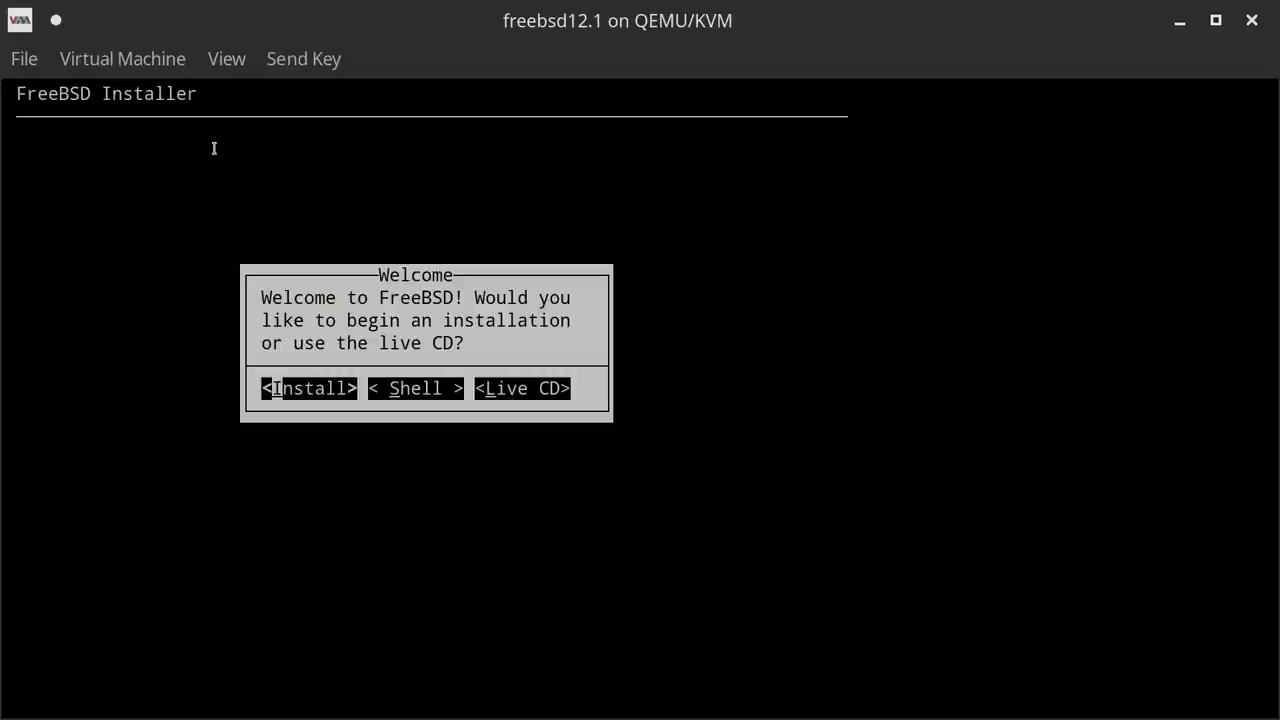 freebsd12.1 on QEMU/KVM
File Virtual Machine View Send Key
FreeBSD Installer
Welcome
Welcome to FreeBSD! Would you
like to begin an installation
or use the live CD?
<Install> < Shell > <Live CD>